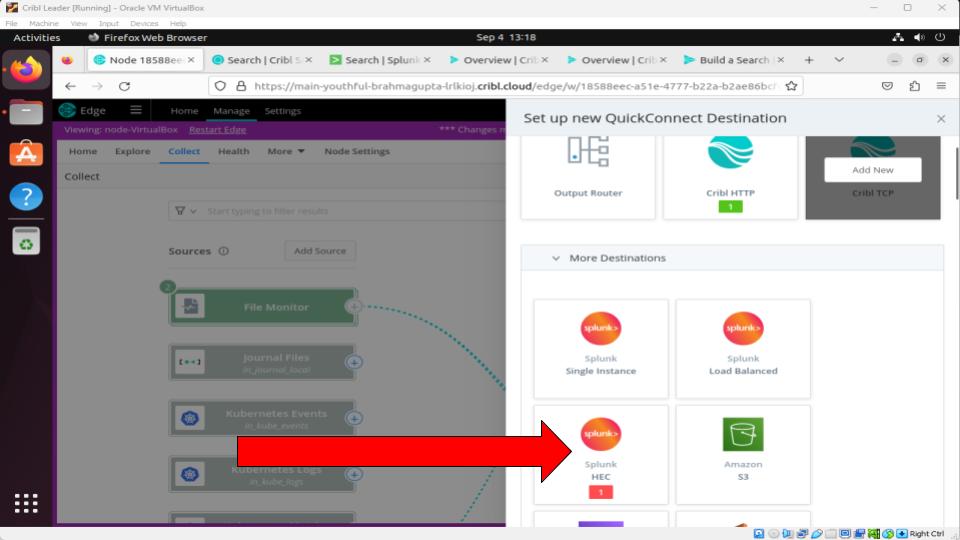 Cribl Leader [Running] - Oracle VM VirtualBox
File Machine View Input Devices Help
Activities Firefox Web Browser Sep 4 13:18
Node 18588ee Search | Cribl S Search | Splunk Overview | Crib Overview | Crib Build a Search
https://main-youthful-brahmagupta-lrlkioj.cribl.cloud/edge/w/18588eec-a51e-4777-b22a-b2ae86bc
Edge Home Manage Settings
Viewing: node-VirtualBox Restart Edge *** Changes m
Home Explore Collect Health More Node Settings
Collect
Start typing to filter results
Sources Add Source
2
File Monitor
Journal Files
in_journal_local
Kubernetes Events
in_kube_events
Kubernetes Logs
in_kube_logs
Set up new QuickConnect Destination
Output Router
Cribl HTTP
1
Add New
Cribl TCP
More Destinations
splunk>
Splunk
Single Instance
splunk>
Splunk
Load Balanced
splunk>
Splunk
HEC
1
Amazon
S3
Right Ctrl